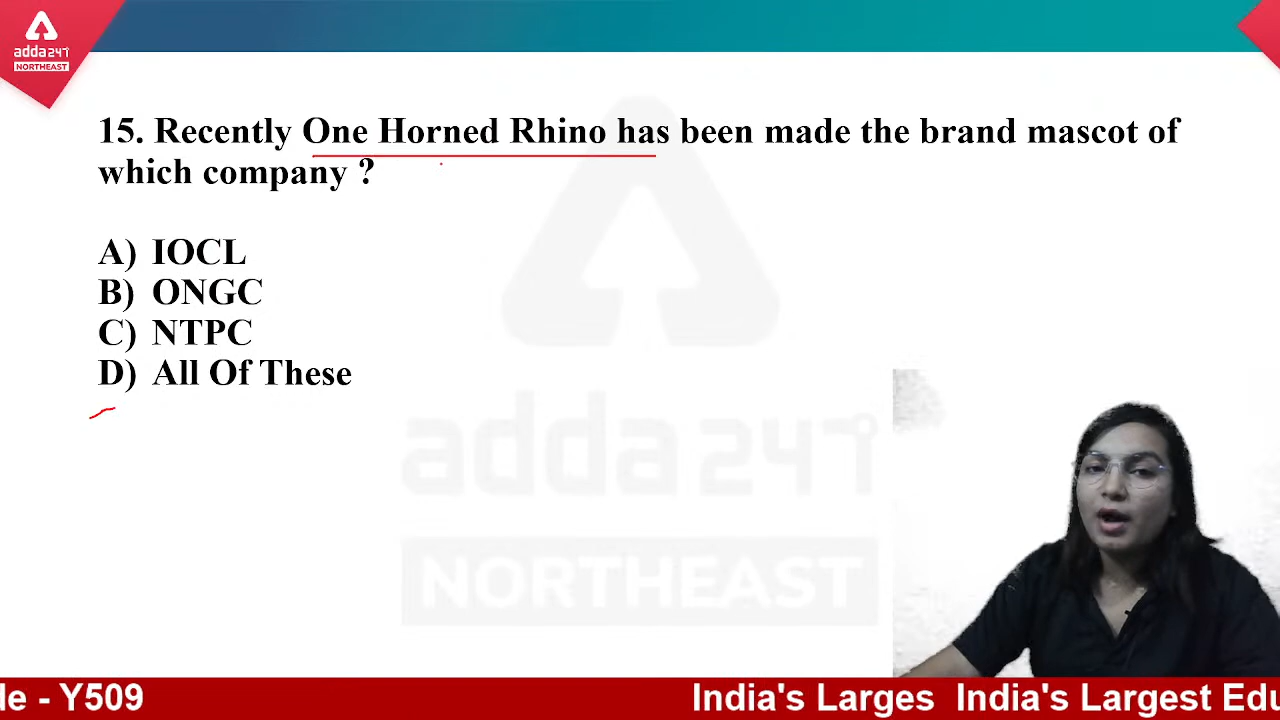 adda247
NORTHEAST
15. Recently One Horned Rhino has been made the brand mascot of
which company ?
A) IOCL
B) ONGC
C) NTPC
D) All Of These
adda247
NORTHEAST
de - Y509 India's Larges India's Largest Edu